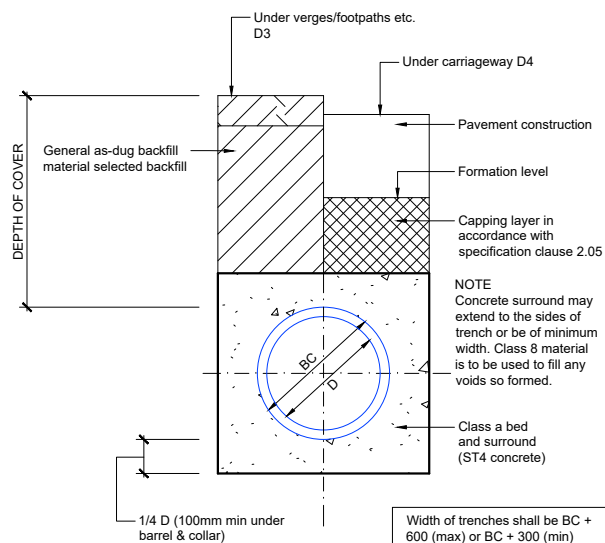 Under verges/footpaths etc.
D3
Under carriageway D4
Pavement construction
General as-dug backfill
material selected backfill
Formation level
DEPTH OF COVER
Capping layer in
accordance with
specification clause 2.05
NOTE
Concrete surround may
extend to the sides of
trench or be of minimum
width. Class 8 material
is to be used to fill any
voids so formed.
BC
D
Class a bed
and surround
(ST4 concrete)
1/4 D (100mm min under
barrel & collar)
Width of trenches shall be BC +
600 (max) or BC + 300 (min)